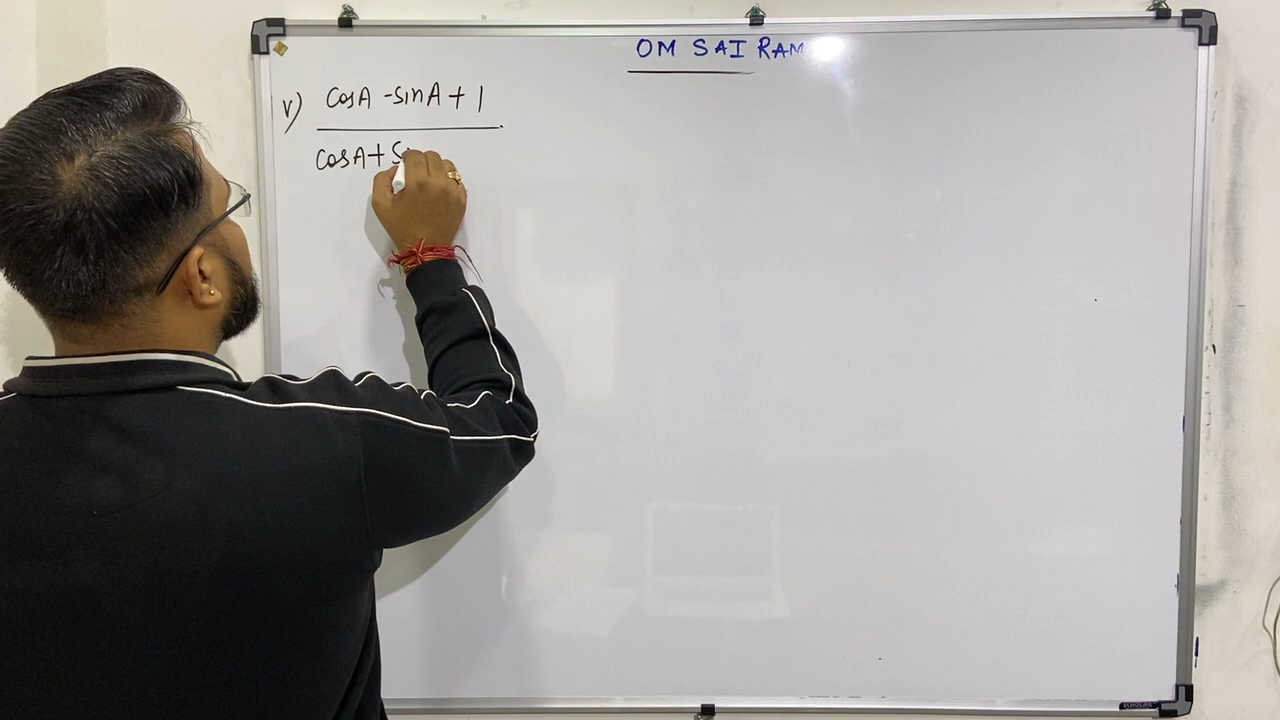 OM SAI RAM
v) cosA - sinA + 1
cosA + S